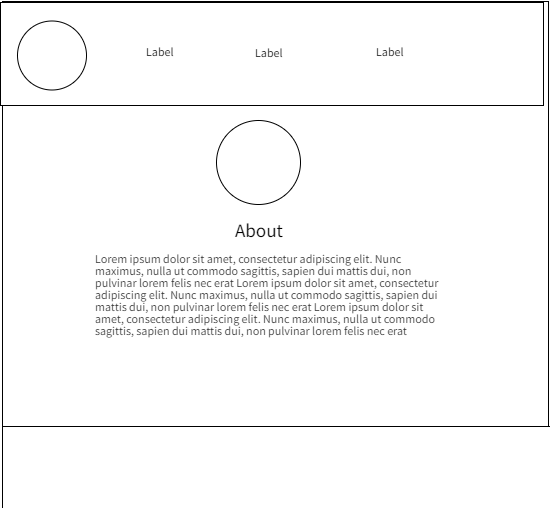 Label Label Label
About
Lorem ipsum dolor sit amet, consectetur adipiscing elit. Nunc
maximus, nulla ut commodo sagittis, sapien dui mattis dui, non
pulvinar lorem felis nec erat Lorem ipsum dolor sit amet, consectetur
adipiscing elit. Nunc maximus, nulla ut commodo sagittis, sapien dui
mattis dui, non pulvinar lorem felis nec erat Lorem ipsum dolor sit
amet, consectetur adipiscing elit. Nunc maximus, nulla ut commodo
sagittis, sapien dui mattis dui, non pulvinar lorem felis nec erat